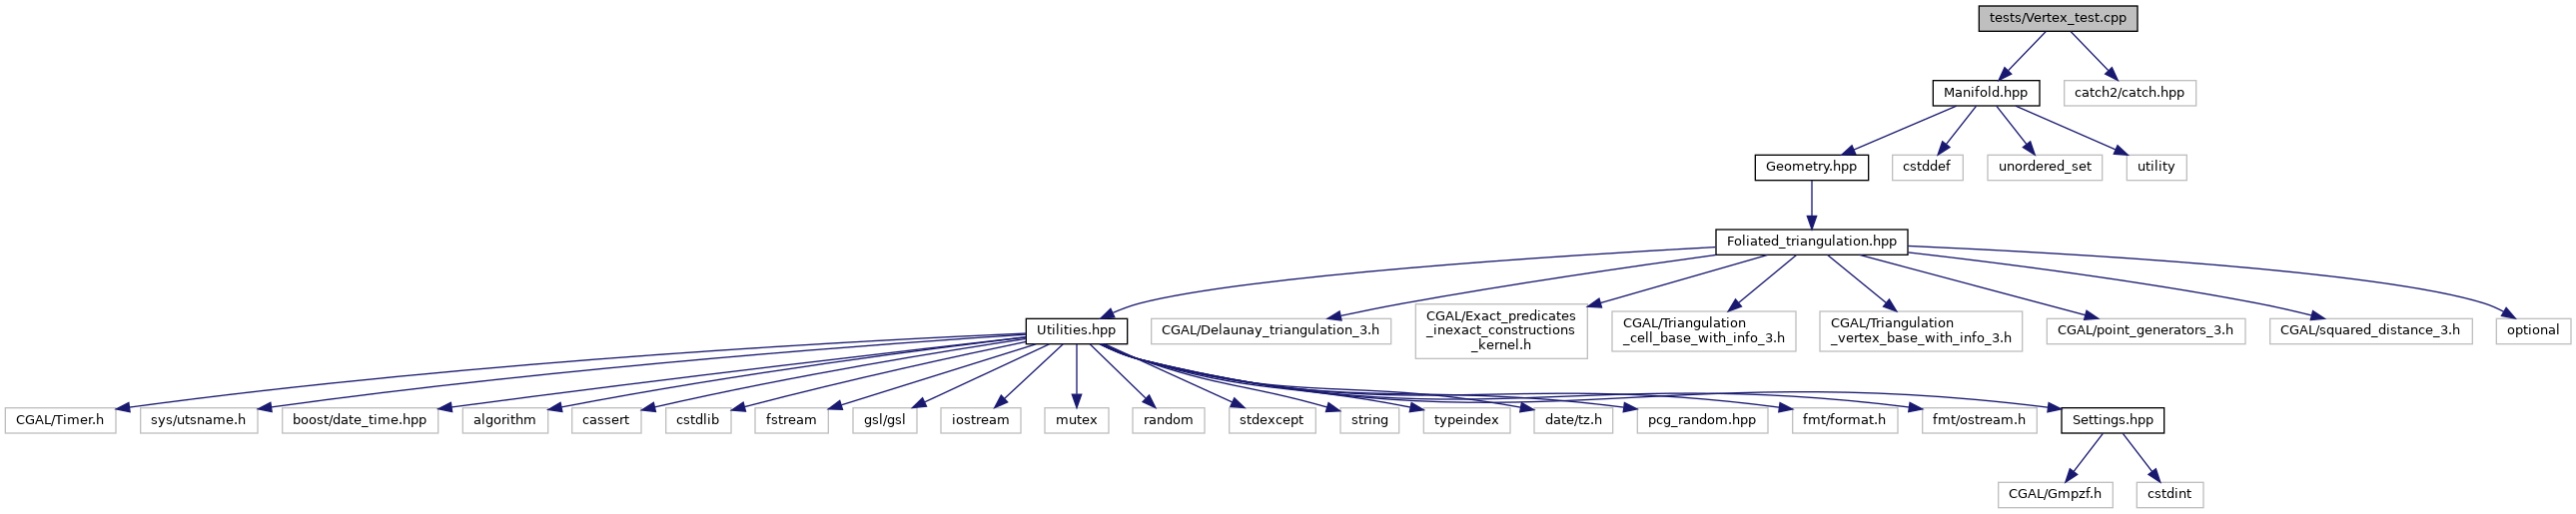 tests/Vertex_test.cpp
Manifold.hpp
catch2/catch.hpp
Geometry.hpp
cstddef
unordered_set
utility
Foliated_triangulation.hpp
Utilities.hpp
CGAL/Delaunay_triangulation_3.h
CGAL/Exact_predicates
_inexact_constructions
_kernel.h
CGAL/Triangulation
_cell_base_with_info_3.h
CGAL/Triangulation
_vertex_base_with_info_3.h
CGAL/point_generators_3.h
CGAL/squared_distance_3.h
optional
CGAL/Timer.h
sys/utsname.h
boost/date_time.hpp
algorithm
cassert
cstdlib
fstream
gsl/gsl
iostream
mutex
random
stdexcept
string
typeindex
date/tz.h
pcg_random.hpp
fmt/format.h
fmt/ostream.h
Settings.hpp
CGAL/Gmpzf.h
cstdint